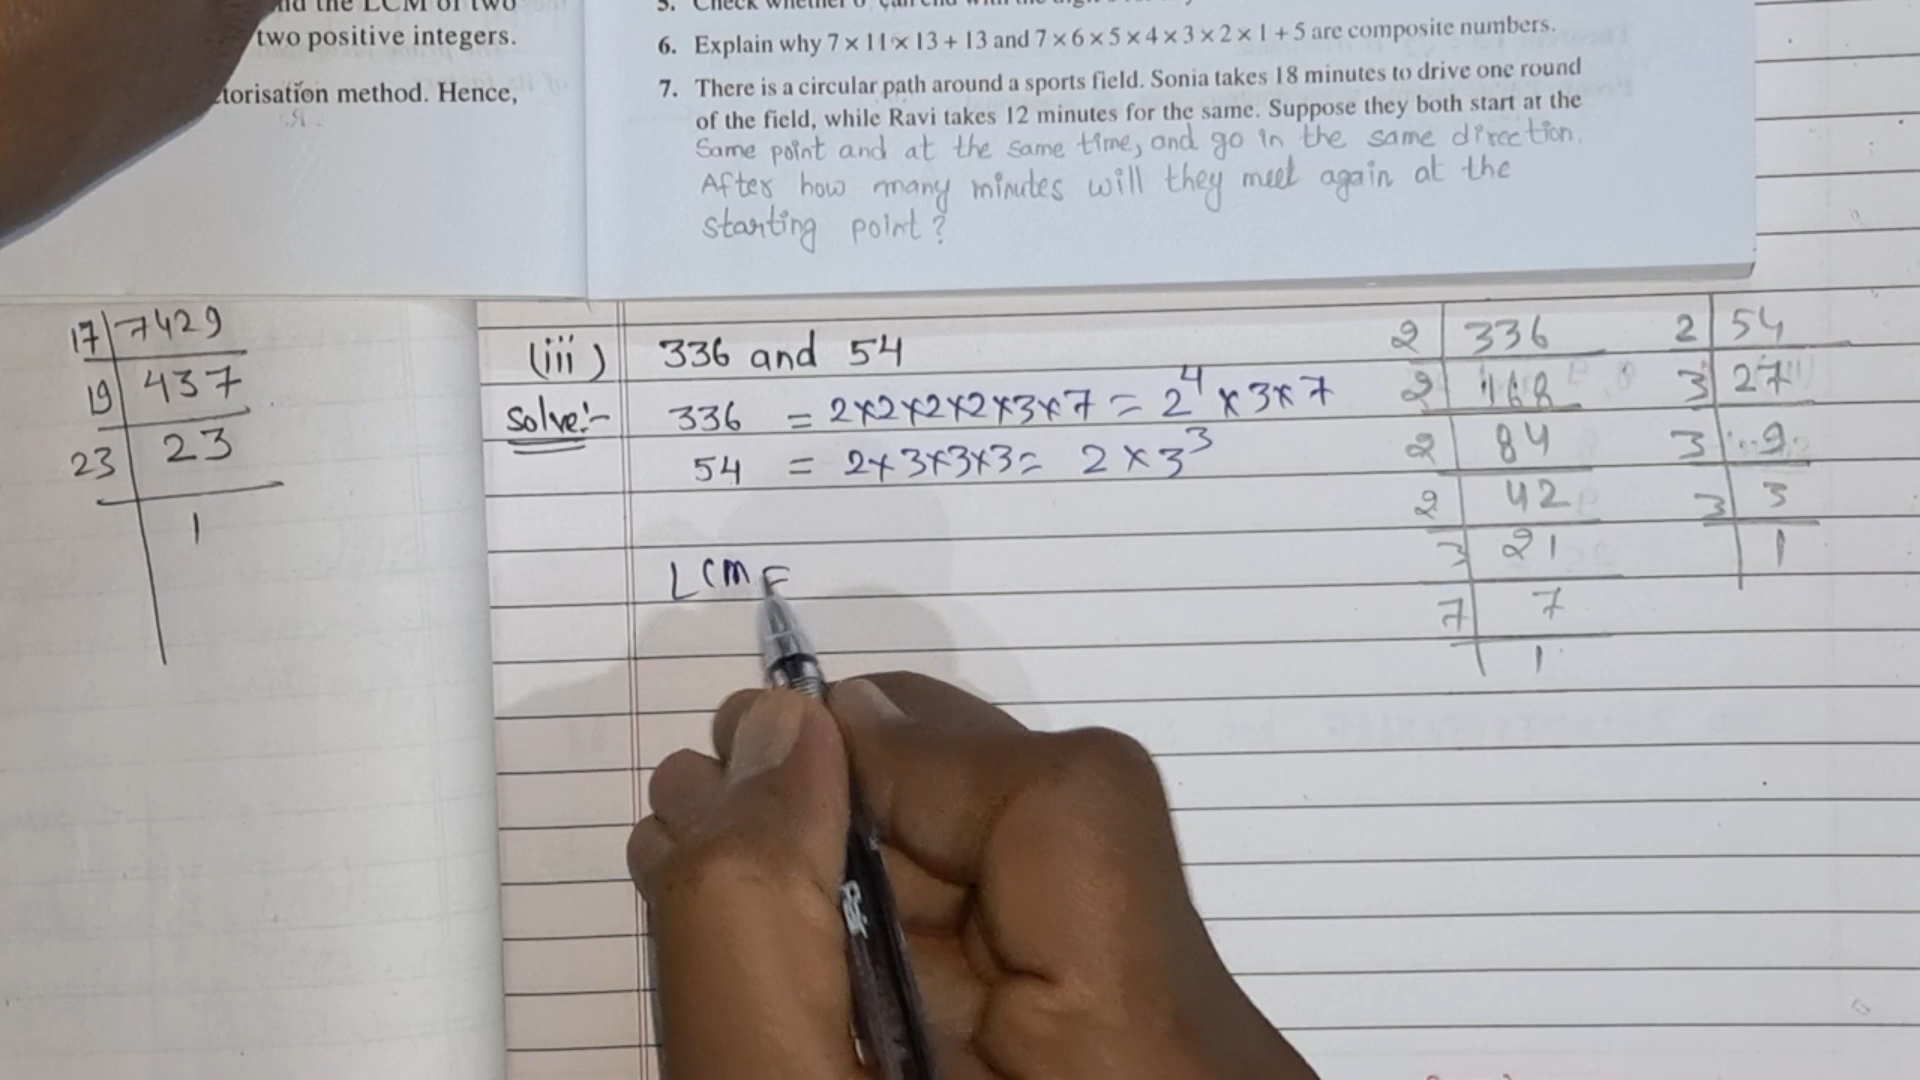 the LCM of two
two positive integers.
torisation method. Hence,
5. Check whether
6. Explain why 7 × 11 × 13 + 13 and 7 × 6 × 5 × 4 × 3 × 2 × 1 + 5 are composite numbers.
7. There is a circular path around a sports field. Sonia takes 18 minutes to drive one round
of the field, while Ravi takes 12 minutes for the same. Suppose they both start at the
Same point and at the same time, and go in the same direction.
After how many minutes will they meet again at the
starting point?
17 7429
19 437
23 23
1
(iii) 336 and 54
Solve:- 336 = 2×2×2×2×3×7 = 2⁴ × 3×7
54 = 2×3×3×3= 2 × 3³
LCM =
2 336
2 168
2 84
2 42
3 21
7 7
1
2 54
3 27
3 9
3 3
1